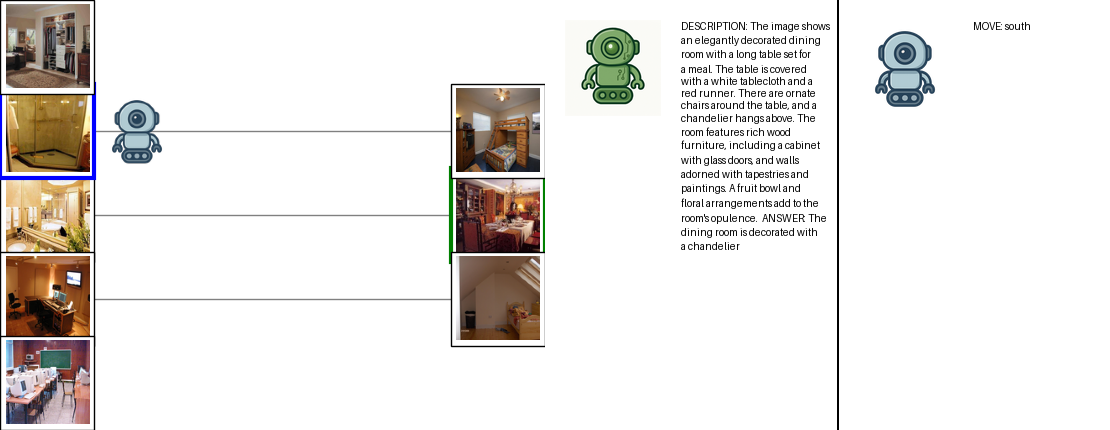 DESCRIPTION: The image shows
an elegantly decorated dining
room with a long table set for
a meal. The table is covered
with a white tablecloth and a
red runner. There are ornate
chairs around the table, and a
chandelier hangs above. The
room features rich wood
furniture, including a cabinet
with glass doors, and walls
adorned with tapestries and
paintings. A fruit bowl and
floral arrangements add to the
room's opulence. ANSWER: The
dining room is decorated with
a chandelier
MOVE: south